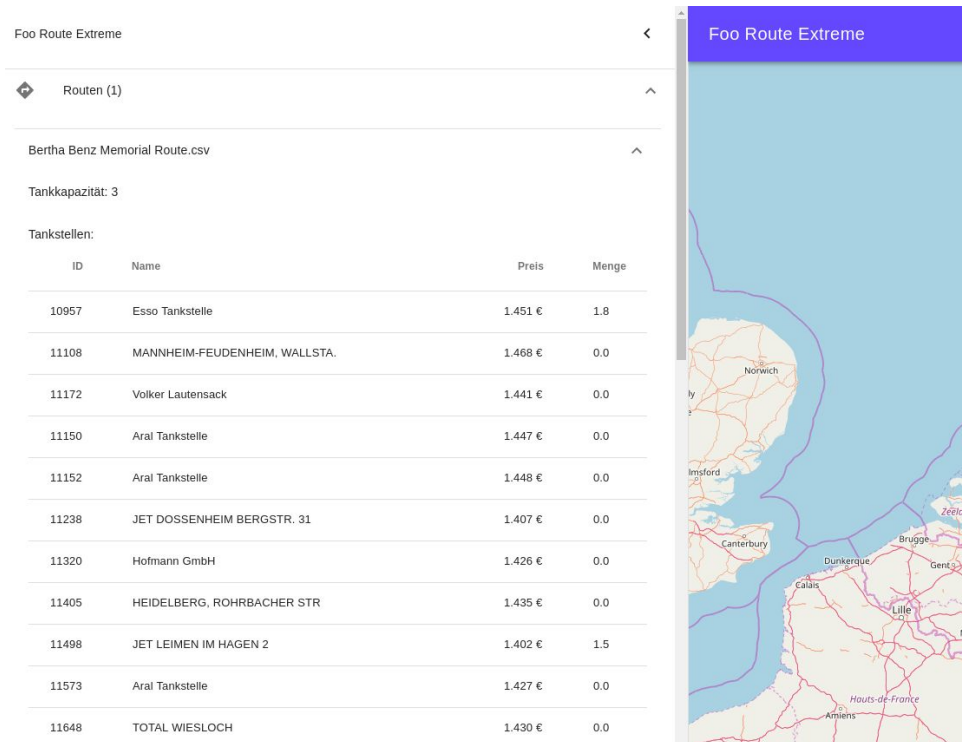 Foo Route Extreme
Foo Route Extreme
Routen (1)
Bertha Benz Memorial Route.csv
Tankkapazität: 3
Tankstellen:
ID Name Preis Menge
10957 Esso Tankstelle 1.451 € 1.8
11108 MANNHEIM-FEUDENHEIM, WALLSTA. 1.468 € 0.0
11172 Volker Lautensack 1.441 € 0.0
11150 Aral Tankstelle 1.447 € 0.0
11152 Aral Tankstelle 1.448 € 0.0
11238 JET DOSSENHEIM BERGSTR. 31 1.407 € 0.0
11320 Hofmann GmbH 1.426 € 0.0
11405 HEIDELBERG, ROHRBACHER STR 1.435 € 0.0
11498 JET LEIMEN IM HAGEN 2 1.402 € 1.5
11573 Aral Tankstelle 1.427 € 0.0
11648 TOTAL WIESLOCH 1.430 € 0.0
Norwich
lmsford
Canterbury
Zeela
Brugge
Dunkerque
Gent
Calais
Lille
Hauts-de-France
Amiens